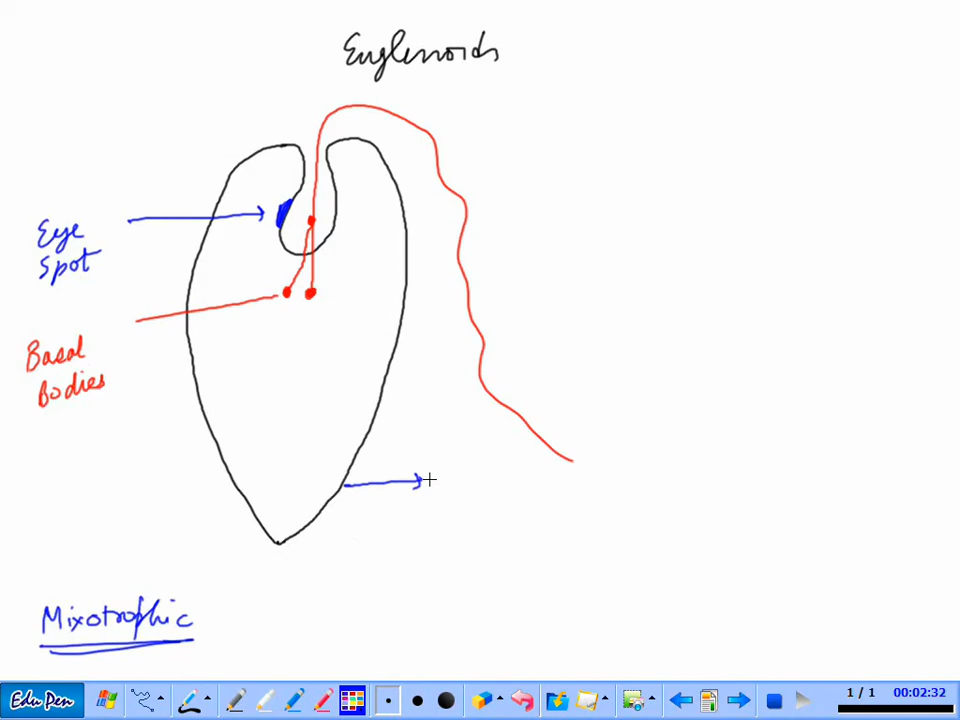 Euglenoids
Eye
Spot
Basal
Bodies
Mixotrophic
Edu Pen
1 / 1
00:02:32